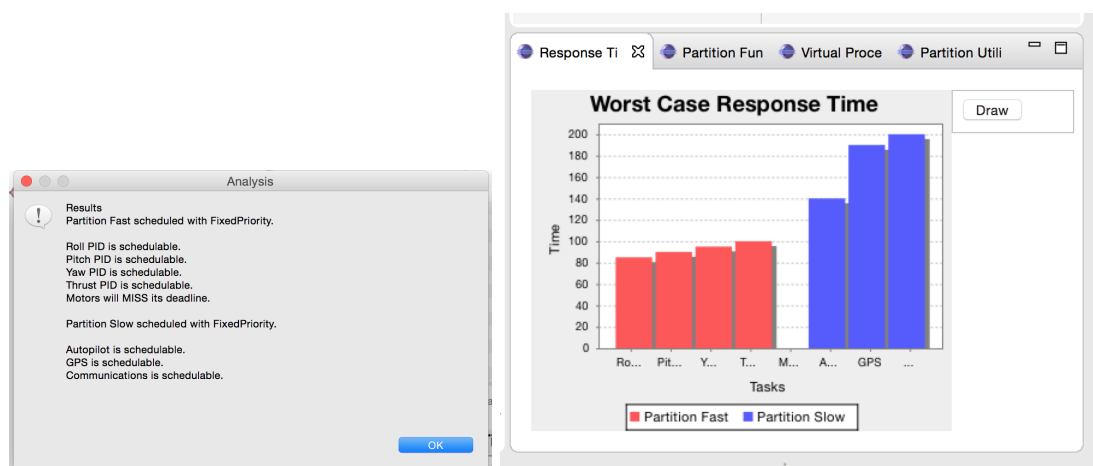 Analysis
!
Results
Partition Fast scheduled with FixedPriority.
Roll PID is schedulable.
Pitch PID is schedulable.
Yaw PID is schedulable.
Thrust PID is schedulable.
Motors will MISS its deadline.
Partition Slow scheduled with FixedPriority.
Autopilot is schedulable.
GPS is schedulable.
Communications is schedulable.
OK
Response Ti Partition Fun Virtual Proce Partition Utili
Worst Case Response Time
Draw
Time
200
180
160
140
120
100
80
60
40
20
0
Ro... Pit... Y... T... M... A... GPS ...
Tasks
Partition Fast Partition Slow